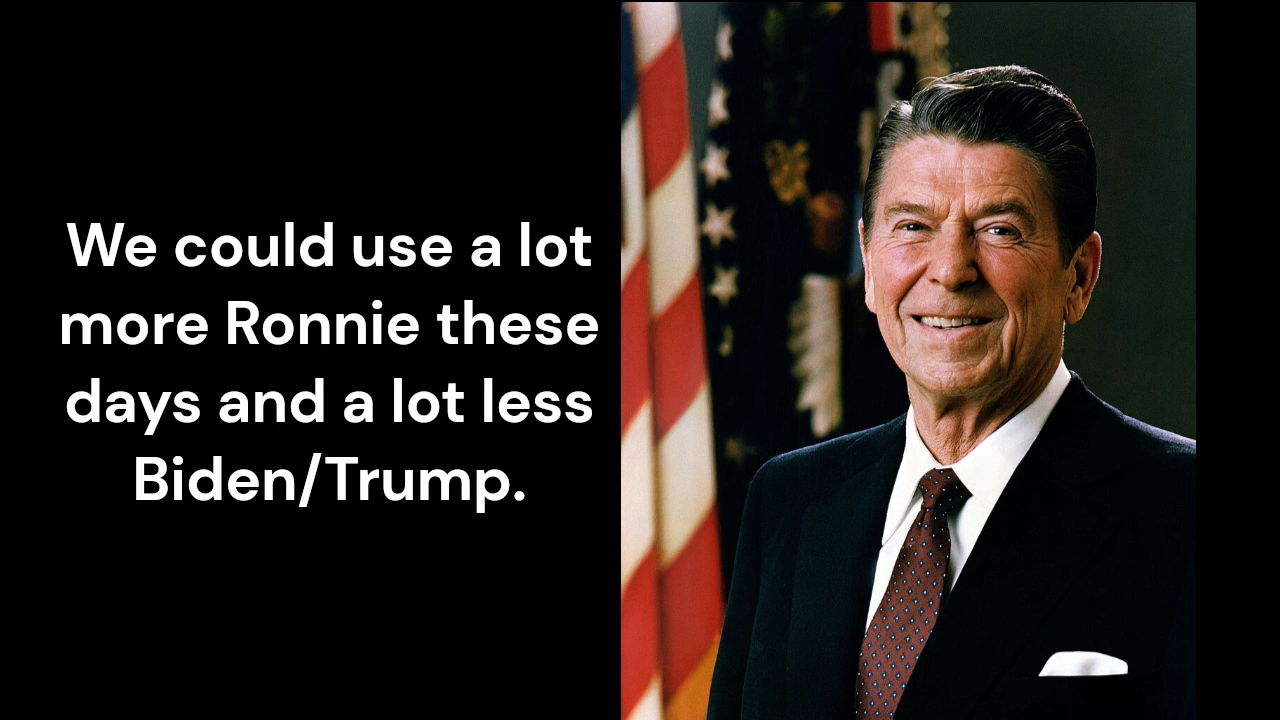 We could use a lot
more Ronnie these
days and a lot less
Biden/Trump.